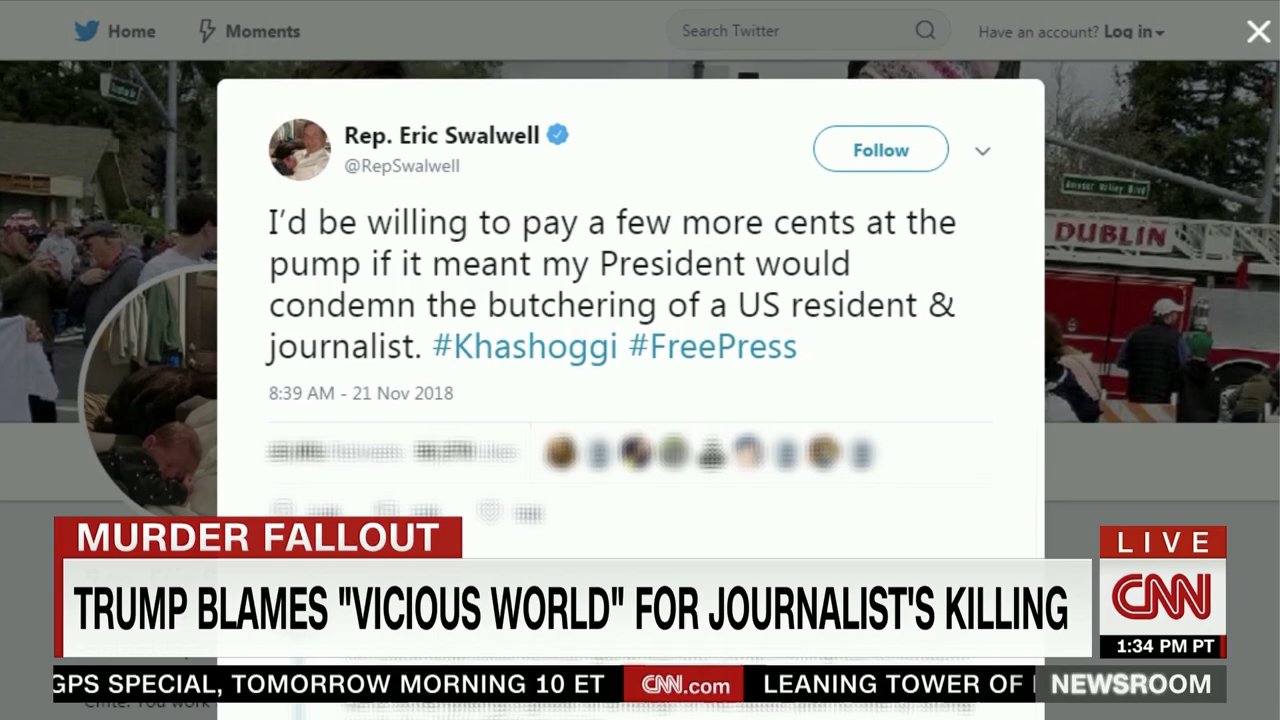 Home
Moments
Search Twitter
Have an account? Log in
Rep. Eric Swalwell
@RepSwalwell
Follow
I'd be willing to pay a few more cents at the
pump if it meant my President would
condemn the butchering of a US resident &
journalist. #Khashoggi #FreePress
8:39 AM - 21 Nov 2018
DUBLIN
MURDER FALLOUT
TRUMP BLAMES "VICIOUS WORLD" FOR JOURNALIST'S KILLING
LIVE
CNN
1:34 PM PT
GPS SPECIAL, TOMORROW MORNING 10 ET
CNN.com
LEANING TOWER OF
NEWSROOM